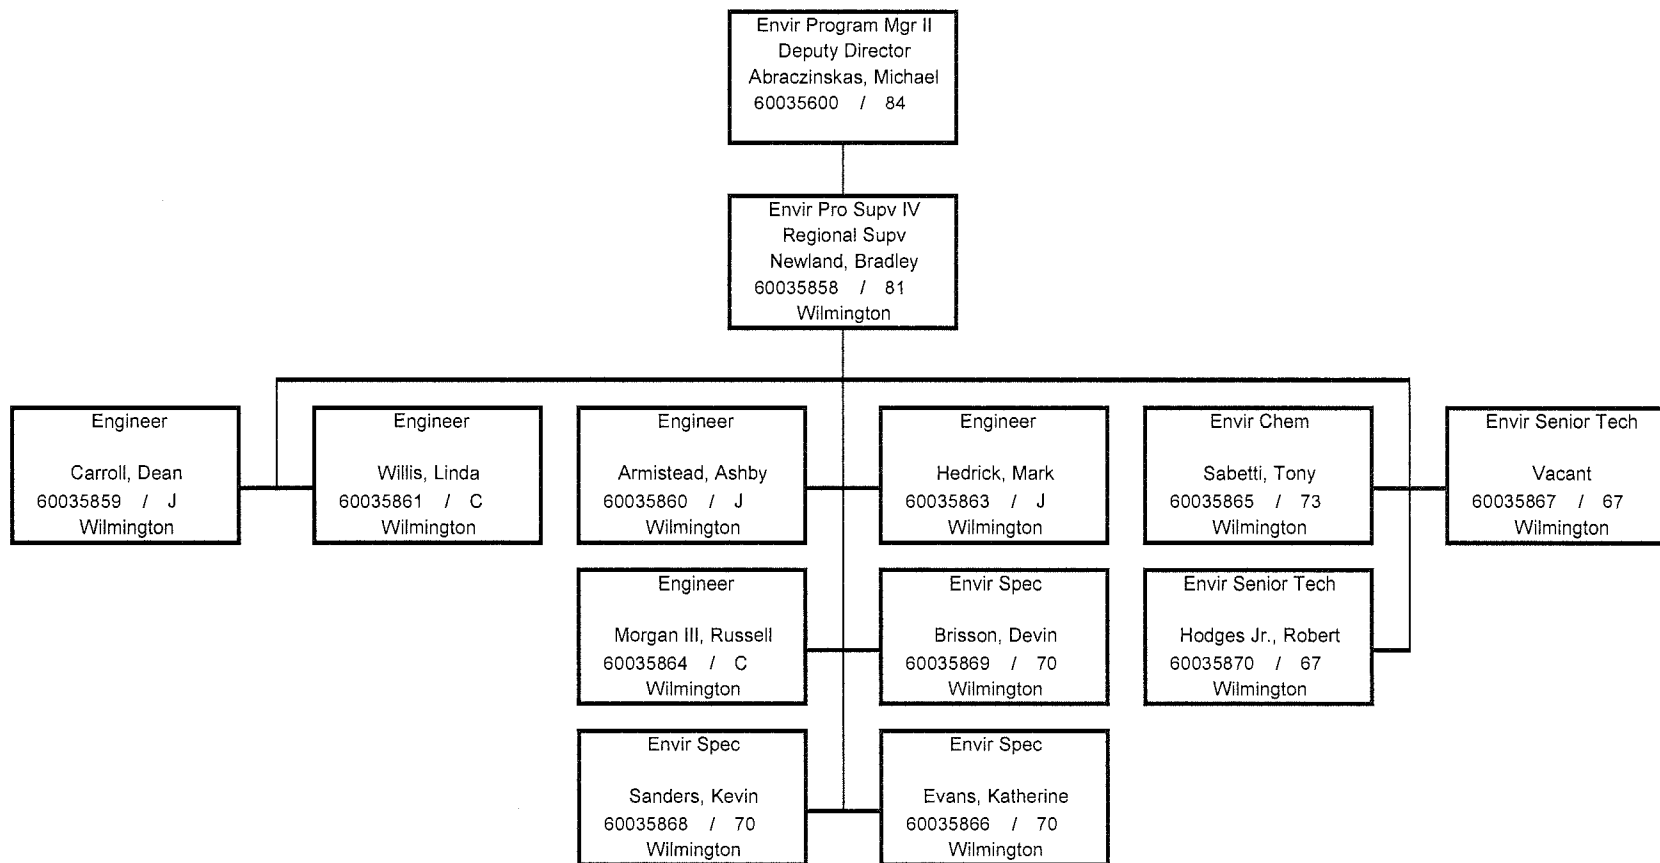 Envir Program Mgr II
Deputy Director
Abraczinskas, Michael
60035600 / 84
Envir Pro Supv IV
Regional Supv
Newland, Bradley
60035858 / 81
Wilmington
Engineer
Carroll, Dean
60035859 / J
Wilmington
Engineer
Willis, Linda
60035861 / C
Wilmington
Engineer
Armistead, Ashby
60035860 / J
Wilmington
Engineer
Hedrick, Mark
60035863 / J
Wilmington
Envir Chem
Sabetti, Tony
60035865 / 73
Wilmington
Envir Senior Tech
Vacant
60035867 / 67
Wilmington
Engineer
Morgan III, Russell
60035864 / C
Wilmington
Envir Spec
Brisson, Devin
60035869 / 70
Wilmington
Envir Senior Tech
Hodges Jr., Robert
60035870 / 67
Wilmington
Envir Spec
Sanders, Kevin
60035868 / 70
Wilmington
Envir Spec
Evans, Katherine
60035866 / 70
Wilmington